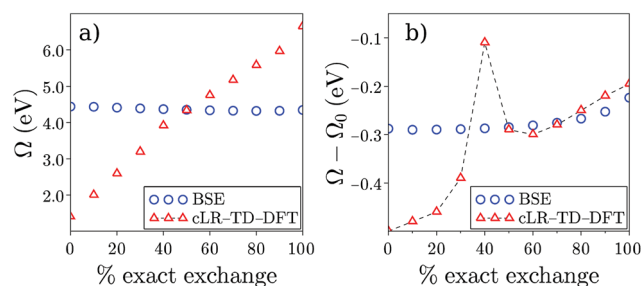 a)
Ω (eV)
6.0
5.0
4.0
3.0
2.0
BSE
cLR–TD–DFT
0 20 40 60 80 100
% exact exchange
b)
Ω − Ω₀ (eV)
−0.1
−0.2
−0.3
−0.4
BSE
cLR–TD–DFT
0 20 40 60 80 100
% exact exchange